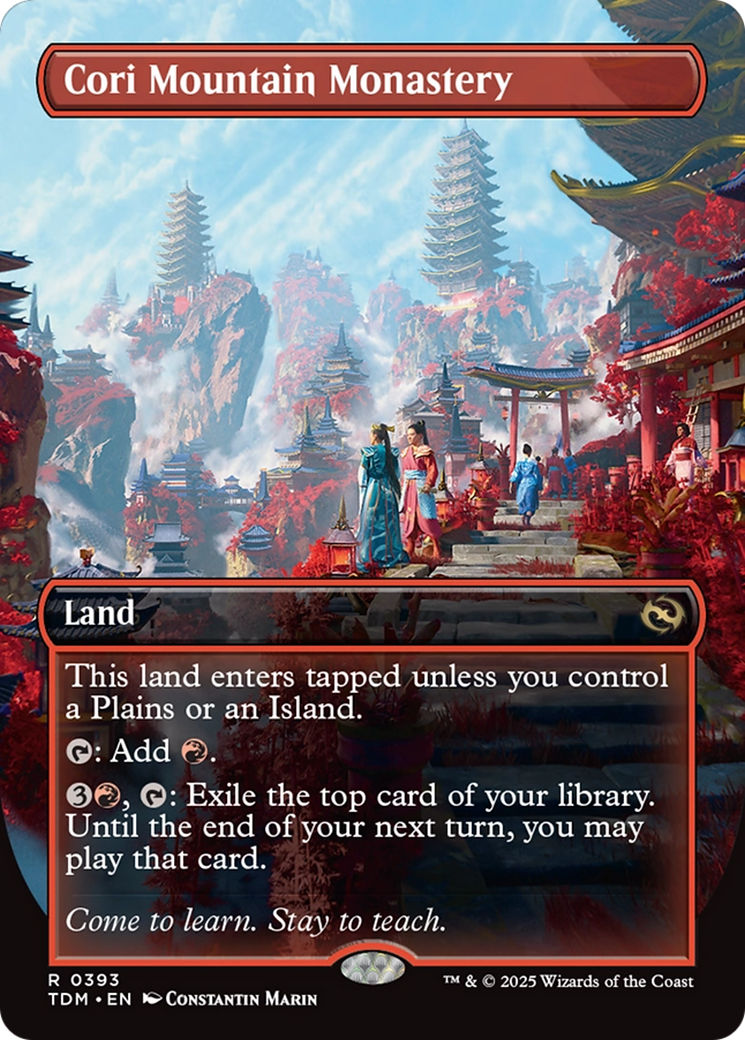 Cori Mountain Monastery
Land
This land enters tapped unless you control
a Plains or an Island.
: Add .
3, : Exile the top card of your library.
Until the end of your next turn, you may
play that card.
Come to learn. Stay to teach.
R 0393
TDM • EN Constantin Marin
™ & © 2025 Wizards of the Coast